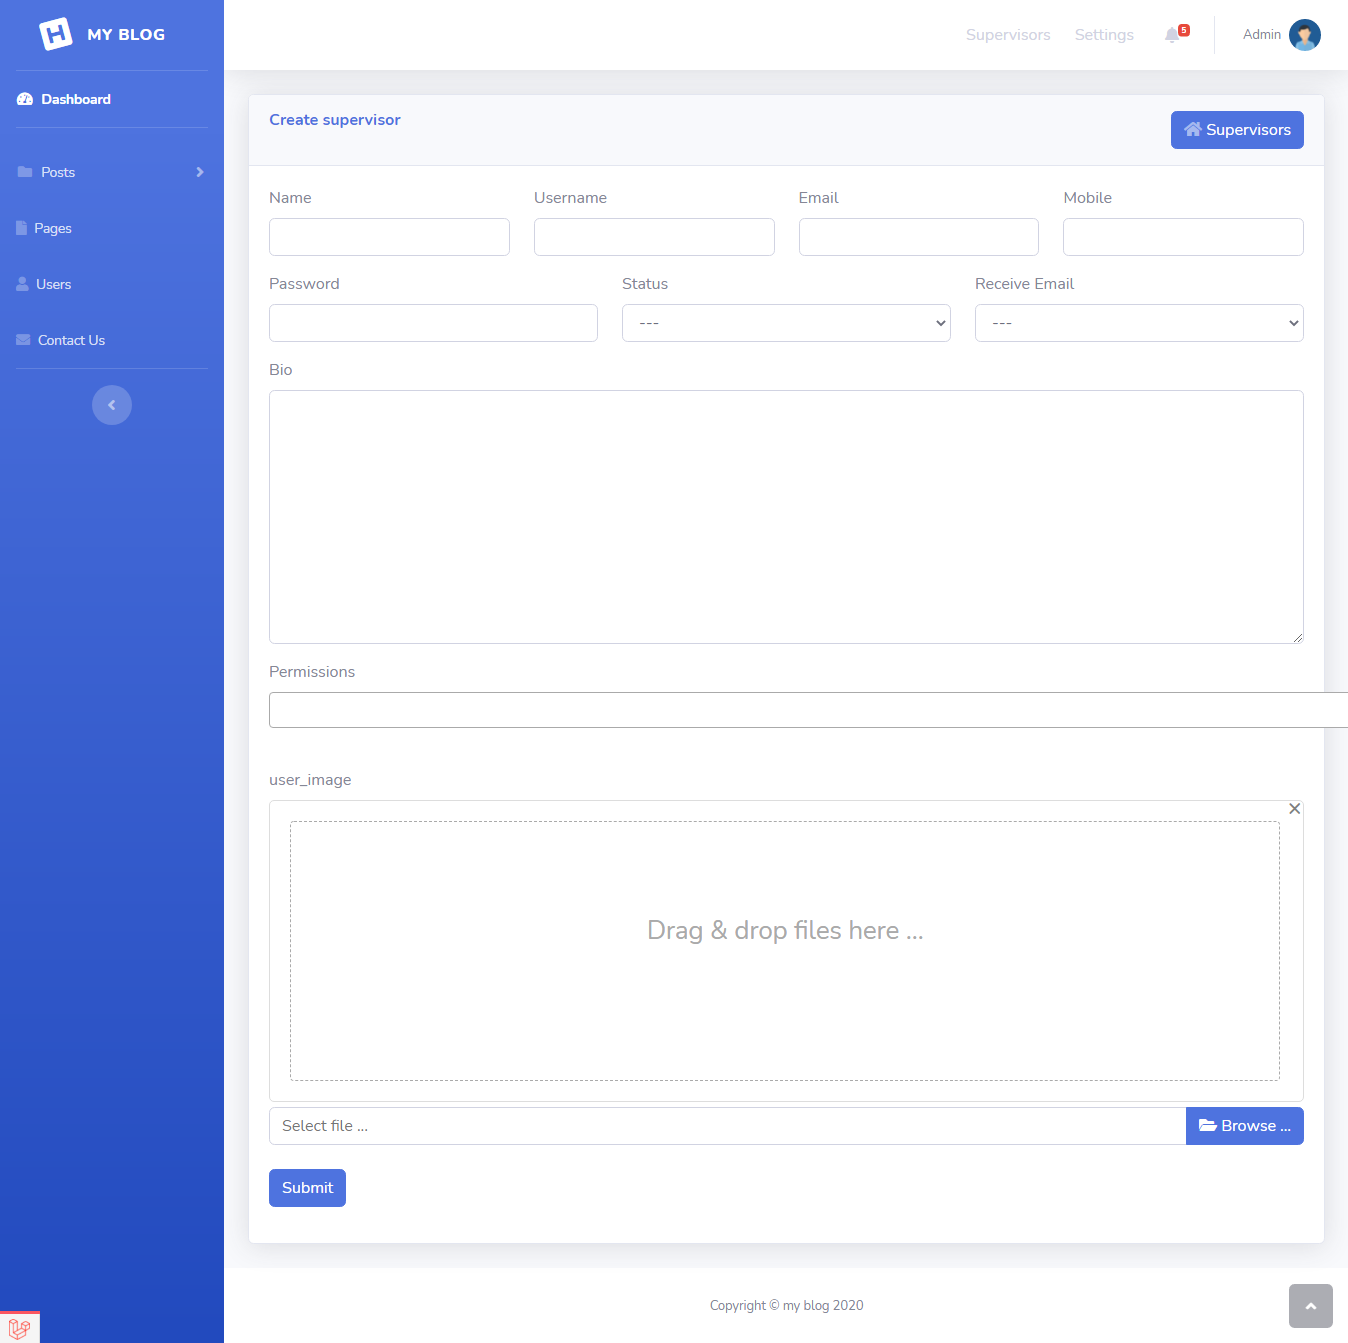 H MY BLOG
Supervisors Settings 5 Admin
Dashboard
Posts
Pages
Users
Contact Us
Create supervisor
Supervisors
Name Username Email Mobile
Password Status Receive Email
--- ---
Bio
Permissions
user_image
×
Drag & drop files here ...
Select file ...
Browse ...
Submit
Copyright © my blog 2020